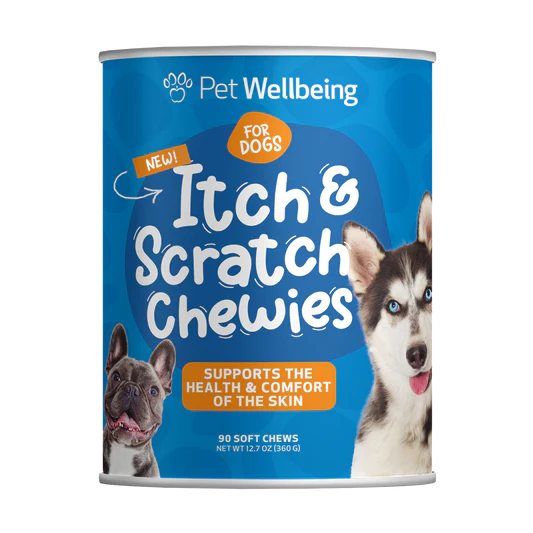 Pet Wellbeing
FOR
DOGS
NEW!
Itch &
Scratch
Chewies
SUPPORTS THE
HEALTH & COMFORT
OF THE SKIN
90 SOFT CHEWS
NET WT 12.7 OZ (360 G)